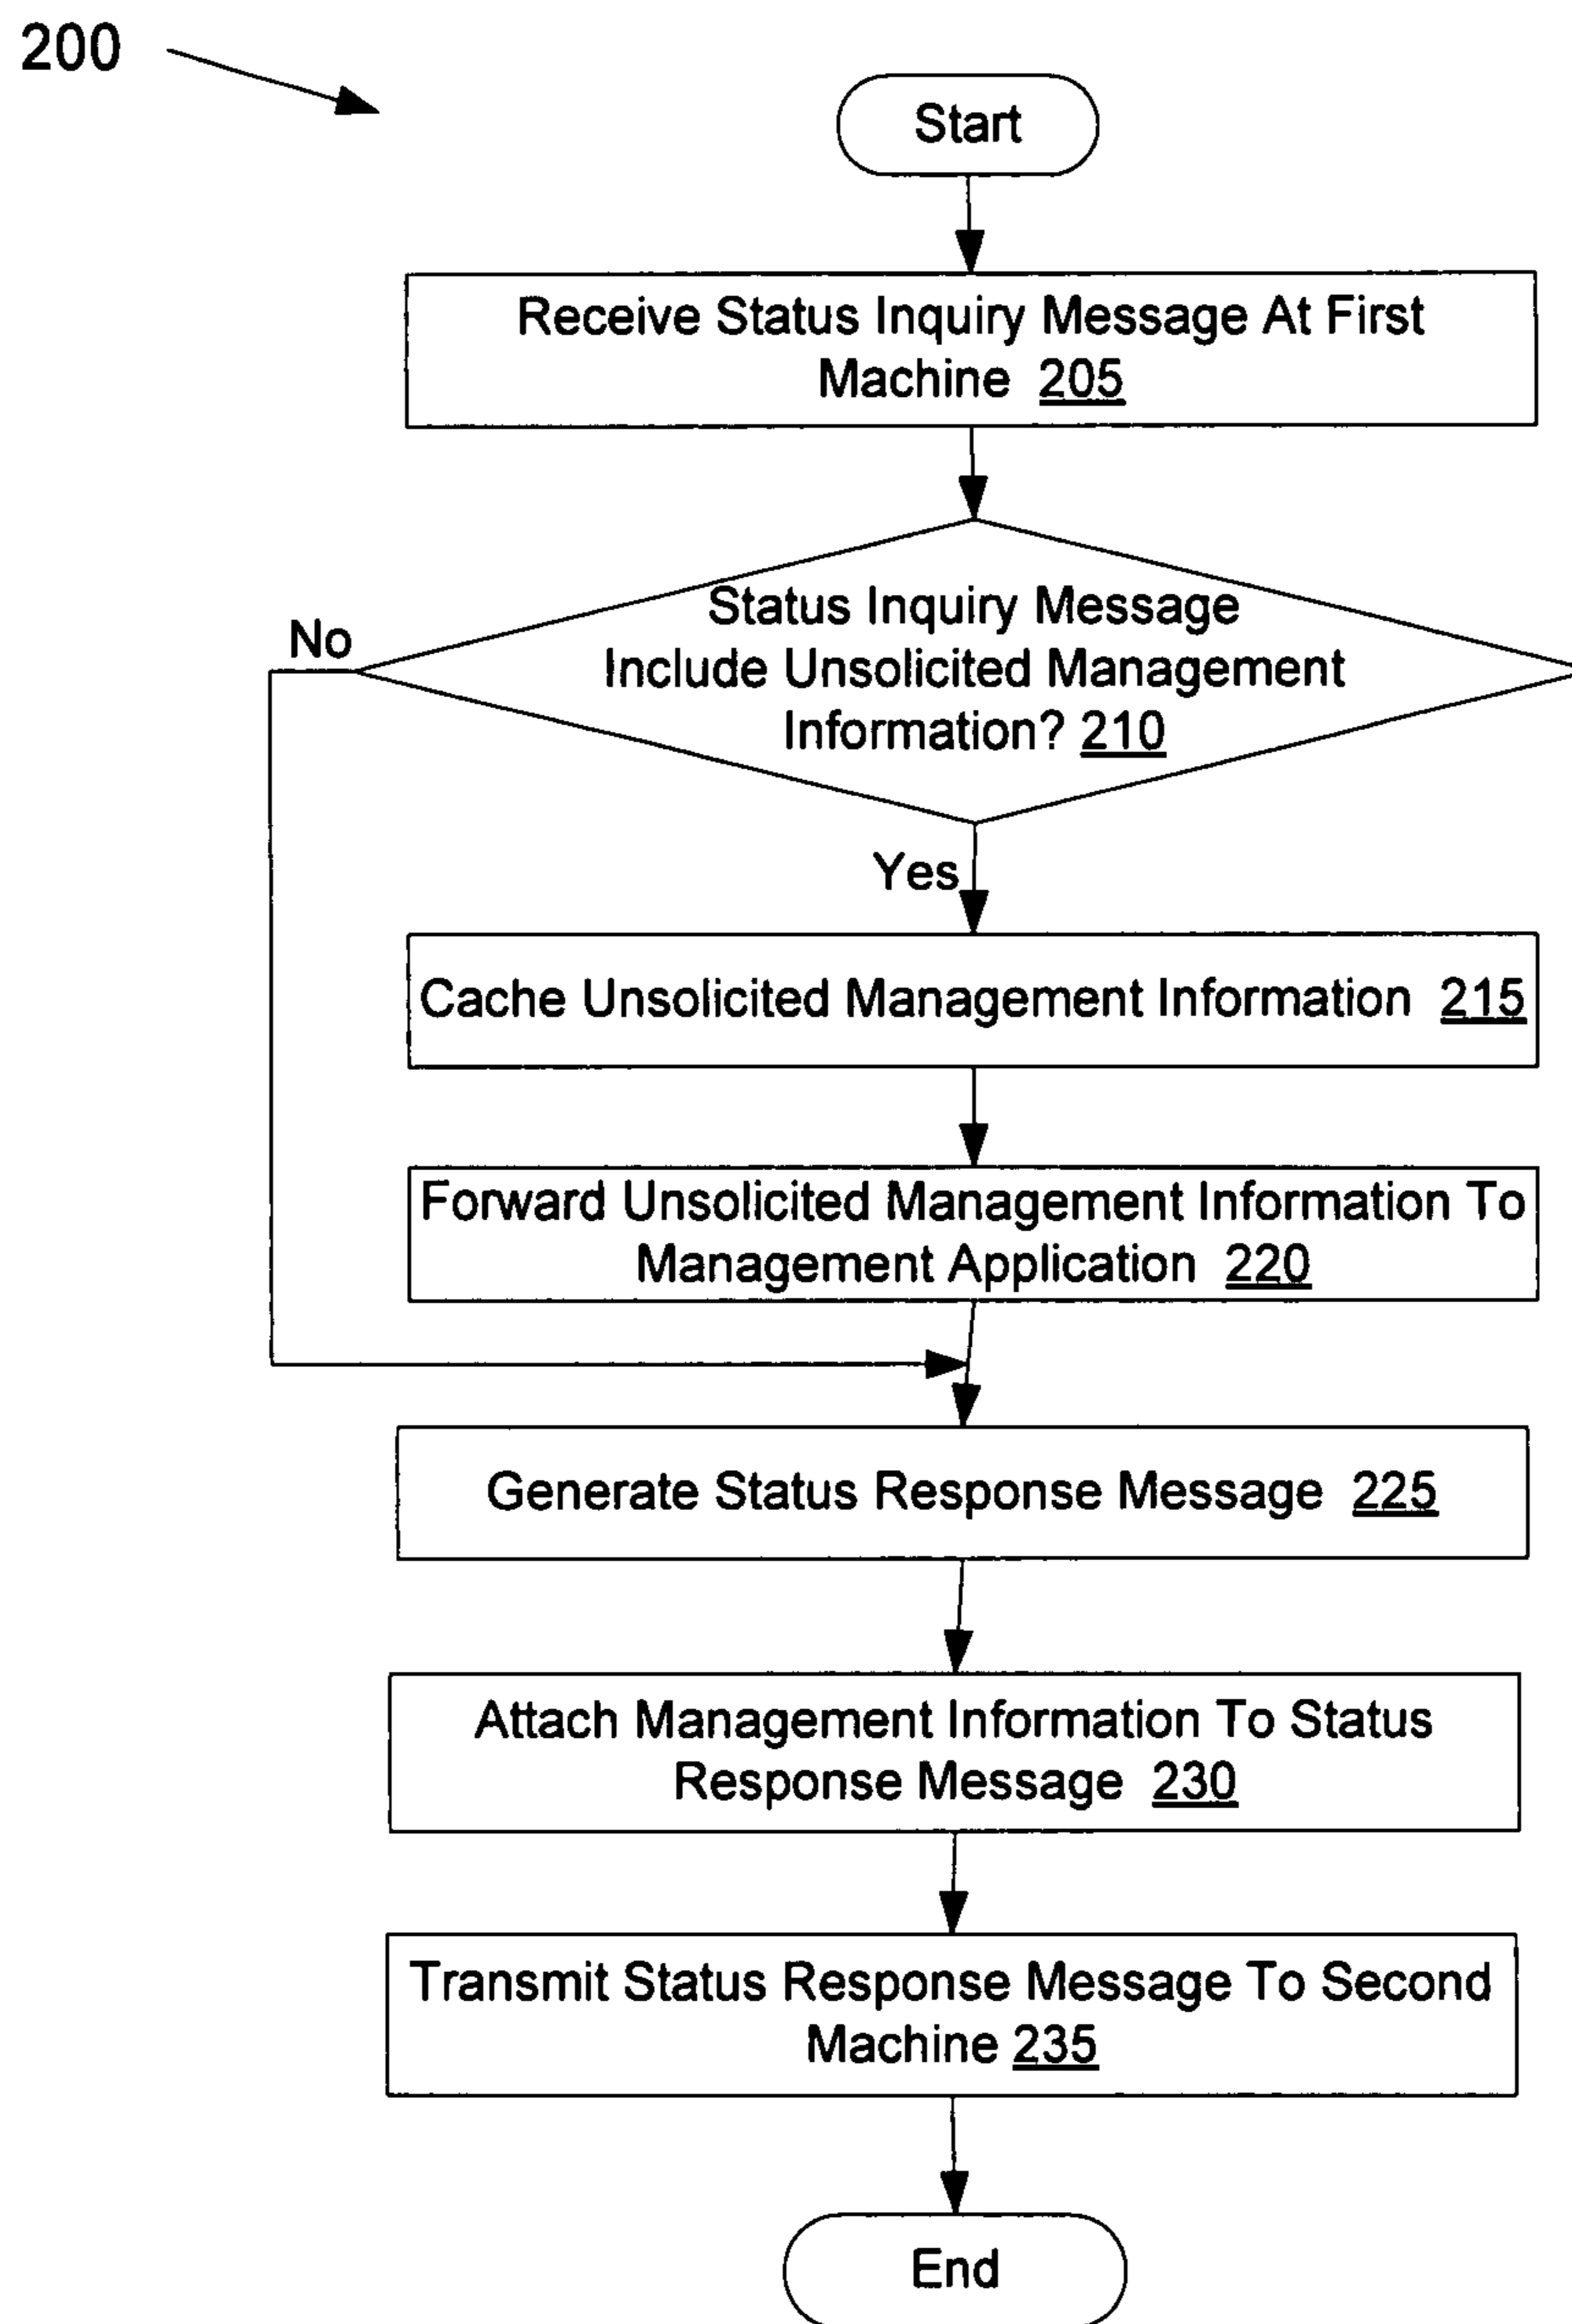 200
Start
Receive Status Inquiry Message At First
Machine 205
Status Inquiry Message
Include Unsolicited Management
Information? 210
No
Yes
Cache Unsolicited Management Information 215
Forward Unsolicited Management Information To
Management Application 220
Generate Status Response Message 225
Attach Management Information To Status
Response Message 230
Transmit Status Response Message To Second
Machine 235
End